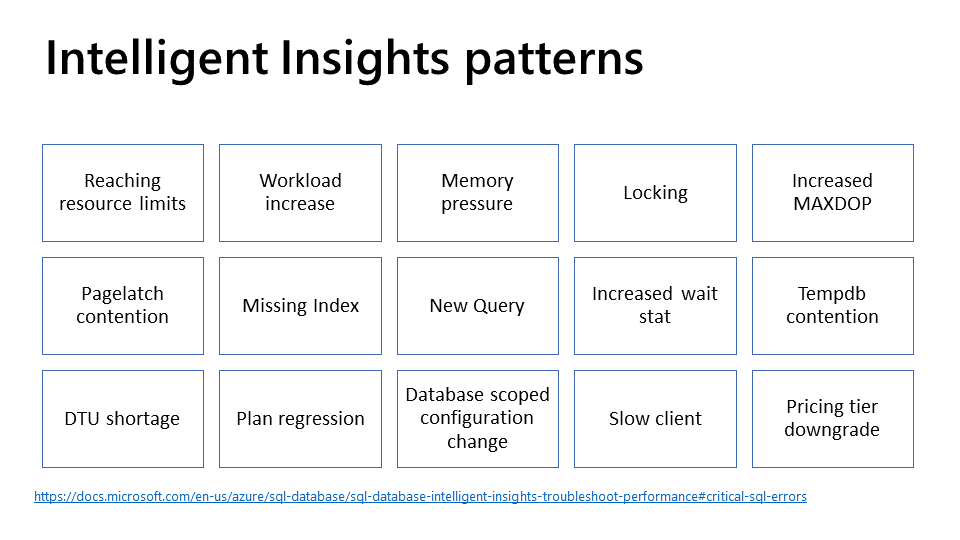 Intelligent Insights patterns
Reaching
resource limits
Workload
increase
Memory
pressure
Locking
Increased
MAXDOP
Pagelatch
contention
Missing Index
New Query
Increased wait
stat
Tempdb
contention
DTU shortage
Plan regression
Database scoped
configuration
change
Slow client
Pricing tier
downgrade
https://docs.microsoft.com/en-us/azure/sql-database/sql-database-intelligent-insights-troubleshoot-performance#critical-sql-errors